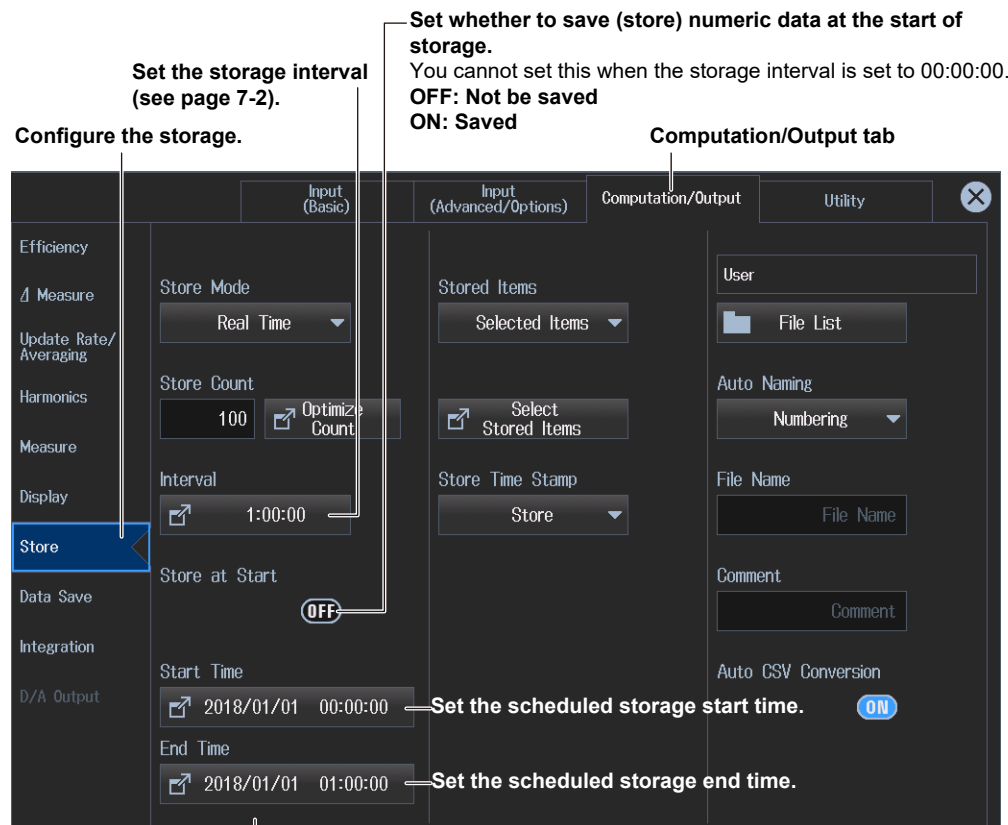 Set whether to save (store) numeric data at the start of
storage.
You cannot set this when the storage interval is set to 00:00:00.
OFF: Not be saved
ON: Saved
Set the storage interval
(see page 7-2).
Configure the storage.
Computation/Output tab
Input
(Basic)
Input
(Advanced/Options)
Computation/Output
Utility
Efficiency
⊿ Measure
Update Rate/
Averaging
Harmonics
Measure
Display
Store
Data Save
Integration
D/A Output
Store Mode
Real Time
Store Count
100
Optimize
Count
Interval
1:00:00
Store at Start
OFF
Start Time
2018/01/01 00:00:00
End Time
2018/01/01 01:00:00
Stored Items
Selected Items
Select
Stored Items
Store Time Stamp
Store
Set the scheduled storage start time.
Set the scheduled storage end time.
User
File List
Auto Naming
Numbering
File Name
File Name
Comment
Comment
Auto CSV Conversion
ON